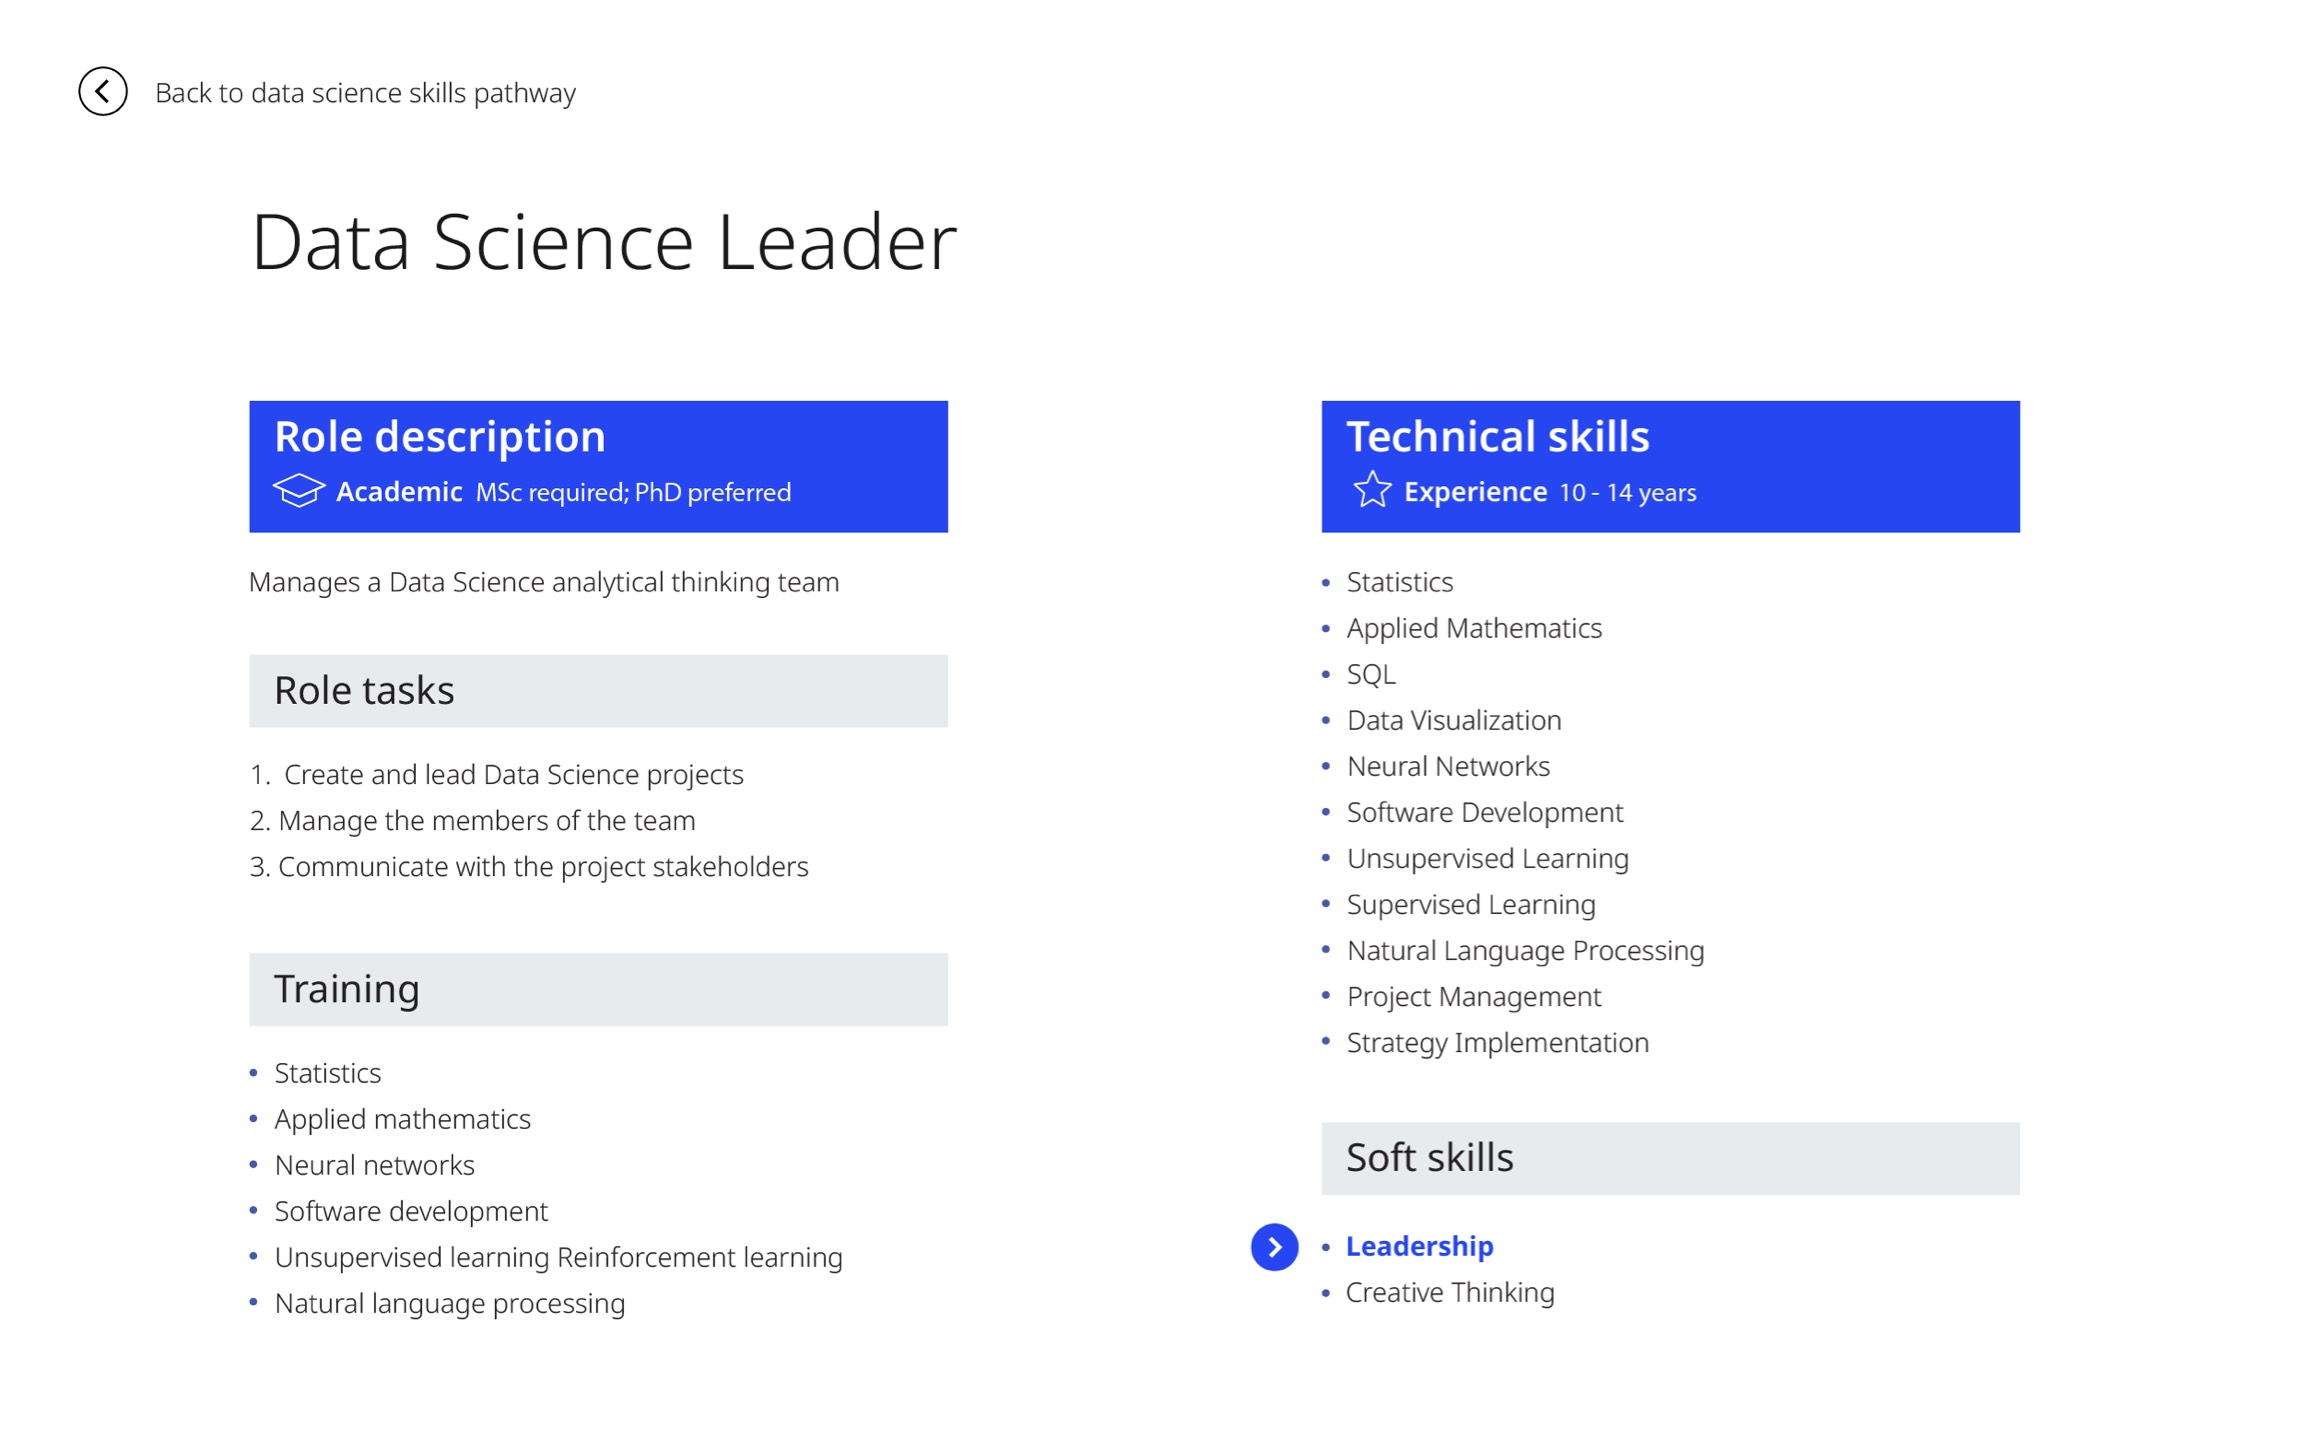 Back to data science skills pathway
Data Science Leader
Role description
Academic MSc required; PhD preferred
Manages a Data Science analytical thinking team
Role tasks
1. Create and lead Data Science projects
2. Manage the members of the team
3. Communicate with the project stakeholders
Training
• Statistics
• Applied mathematics
• Neural networks
• Software development
• Unsupervised learning Reinforcement learning
• Natural language processing
Technical skills
Experience 10 - 14 years
• Statistics
• Applied Mathematics
• SQL
• Data Visualization
• Neural Networks
• Software Development
• Unsupervised Learning
• Supervised Learning
• Natural Language Processing
• Project Management
• Strategy Implementation
Soft skills
• Leadership
• Creative Thinking